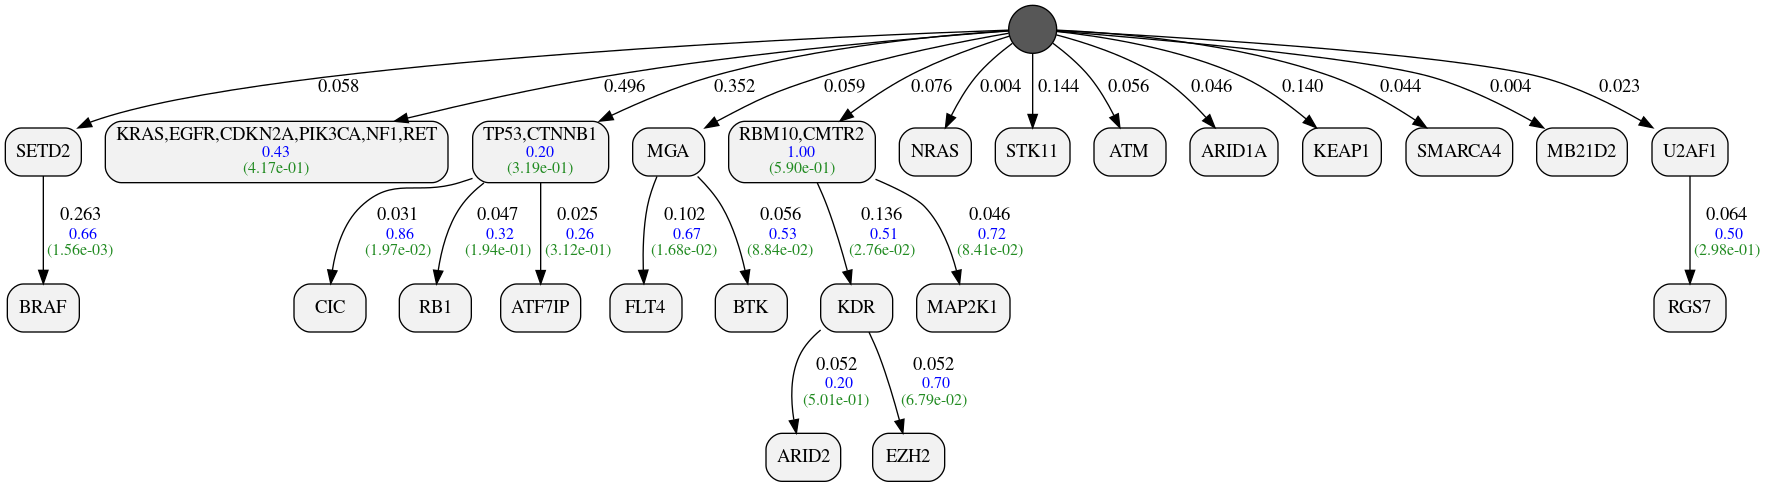 0.058
0.496
0.352
0.059
0.076
0.004
0.144
0.056
0.046
0.140
0.044
0.004
0.023
SETD2
KRAS,EGFR,CDKN2A,PIK3CA,NF1,RET
0.43
(4.17e-01)
TP53,CTNNB1
0.20
(3.19e-01)
MGA
RBM10,CMTR2
1.00
(5.90e-01)
NRAS
STK11
ATM
ARID1A
KEAP1
SMARCA4
MB21D2
U2AF1
0.263
0.66
(1.56e-03)
0.031
0.86
(1.97e-02)
0.047
0.32
(1.94e-01)
0.025
0.26
(3.12e-01)
0.102
0.67
(1.68e-02)
0.056
0.53
(8.84e-02)
0.136
0.51
(2.76e-02)
0.046
0.72
(8.41e-02)
0.064
0.50
(2.98e-01)
BRAF
CIC
RB1
ATF7IP
FLT4
BTK
KDR
MAP2K1
RGS7
0.052
0.20
(5.01e-01)
0.052
0.70
(6.79e-02)
ARID2
EZH2